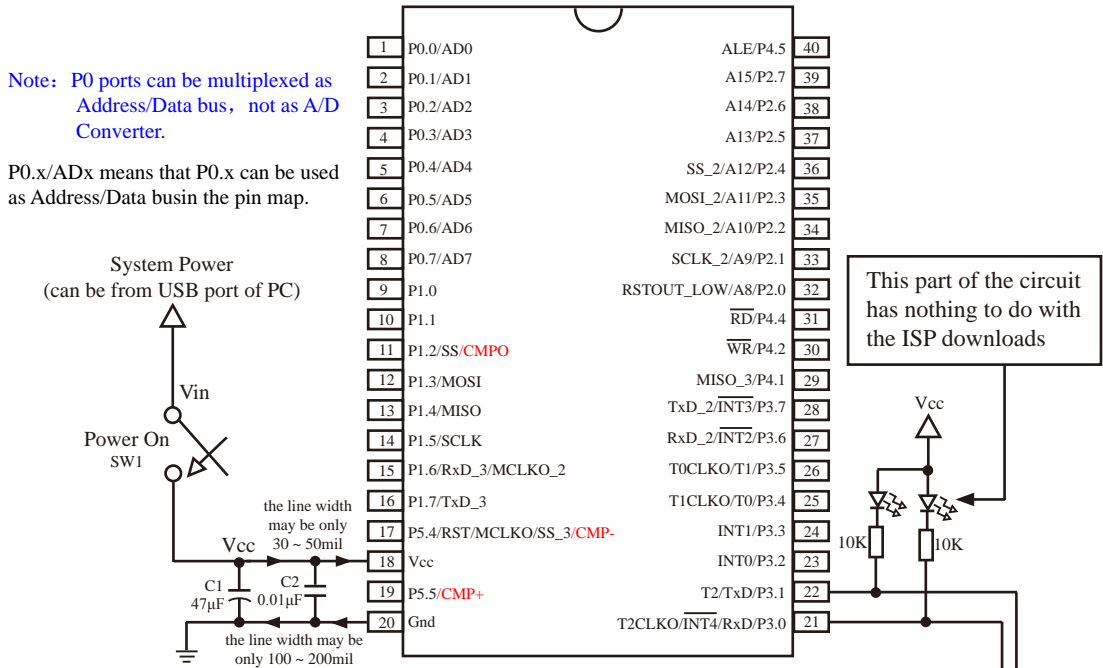 Note：P0 ports can be multiplexed as
Address/Data bus，not as A/D
Converter.
P0.x/ADx means that P0.x can be used
as Address/Data busin the pin map.
System Power
(can be from USB port of PC)
Vin
Power On
SW1
the line width
may be only
30 ~ 50mil
Vcc
C1
47μF
C2
0.01μF
the line width may be
only 100 ~ 200mil
1 P0.0/AD0
2 P0.1/AD1
3 P0.2/AD2
4 P0.3/AD3
5 P0.4/AD4
6 P0.5/AD5
7 P0.6/AD6
8 P0.7/AD7
9 P1.0
10 P1.1
11 P1.2/SS/CMPO
12 P1.3/MOSI
13 P1.4/MISO
14 P1.5/SCLK
15 P1.6/RxD_3/MCLKO_2
16 P1.7/TxD_3
17 P5.4/RST/MCLKO/SS_3/CMP-
18 Vcc
19 P5.5/CMP+
20 Gnd
ALE/P4.5 40
A15/P2.7 39
A14/P2.6 38
A13/P2.5 37
SS_2/A12/P2.4 36
MOSI_2/A11/P2.3 35
MISO_2/A10/P2.2 34
SCLK_2/A9/P2.1 33
RSTOUT_LOW/A8/P2.0 32
RD/P4.4 31
WR/P4.2 30
MISO_3/P4.1 29
TxD_2/INT3/P3.7 28
RxD_2/INT2/P3.6 27
T0CLKO/T1/P3.5 26
T1CLKO/T0/P3.4 25
INT1/P3.3 24
INT0/P3.2 23
T2/TxD/P3.1 22
T2CLKO/INT4/RxD/P3.0 21
This part of the circuit
has nothing to do with
the ISP downloads
Vcc
10K
10K